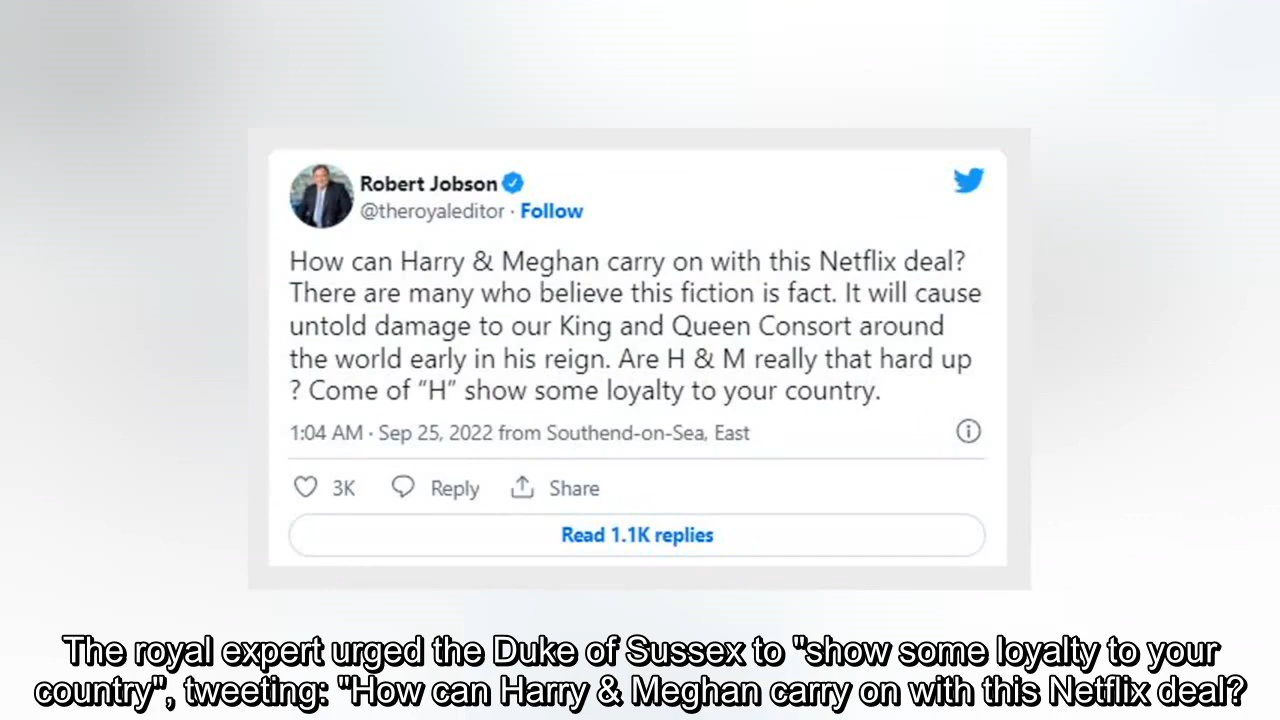 Robert Jobson
@theroyaleditor · Follow
How can Harry & Meghan carry on with this Netflix deal?
There are many who believe this fiction is fact. It will cause
untold damage to our King and Queen Consort around
the world early in his reign. Are H & M really that hard up
? Come of “H” show some loyalty to your country.
1:04 AM · Sep 25, 2022 from Southend-on-Sea, East
3K Reply Share
Read 1.1K replies
The royal expert urged the Duke of Sussex to "show some loyalty to your
country", tweeting: "How can Harry & Meghan carry on with this Netflix deal?